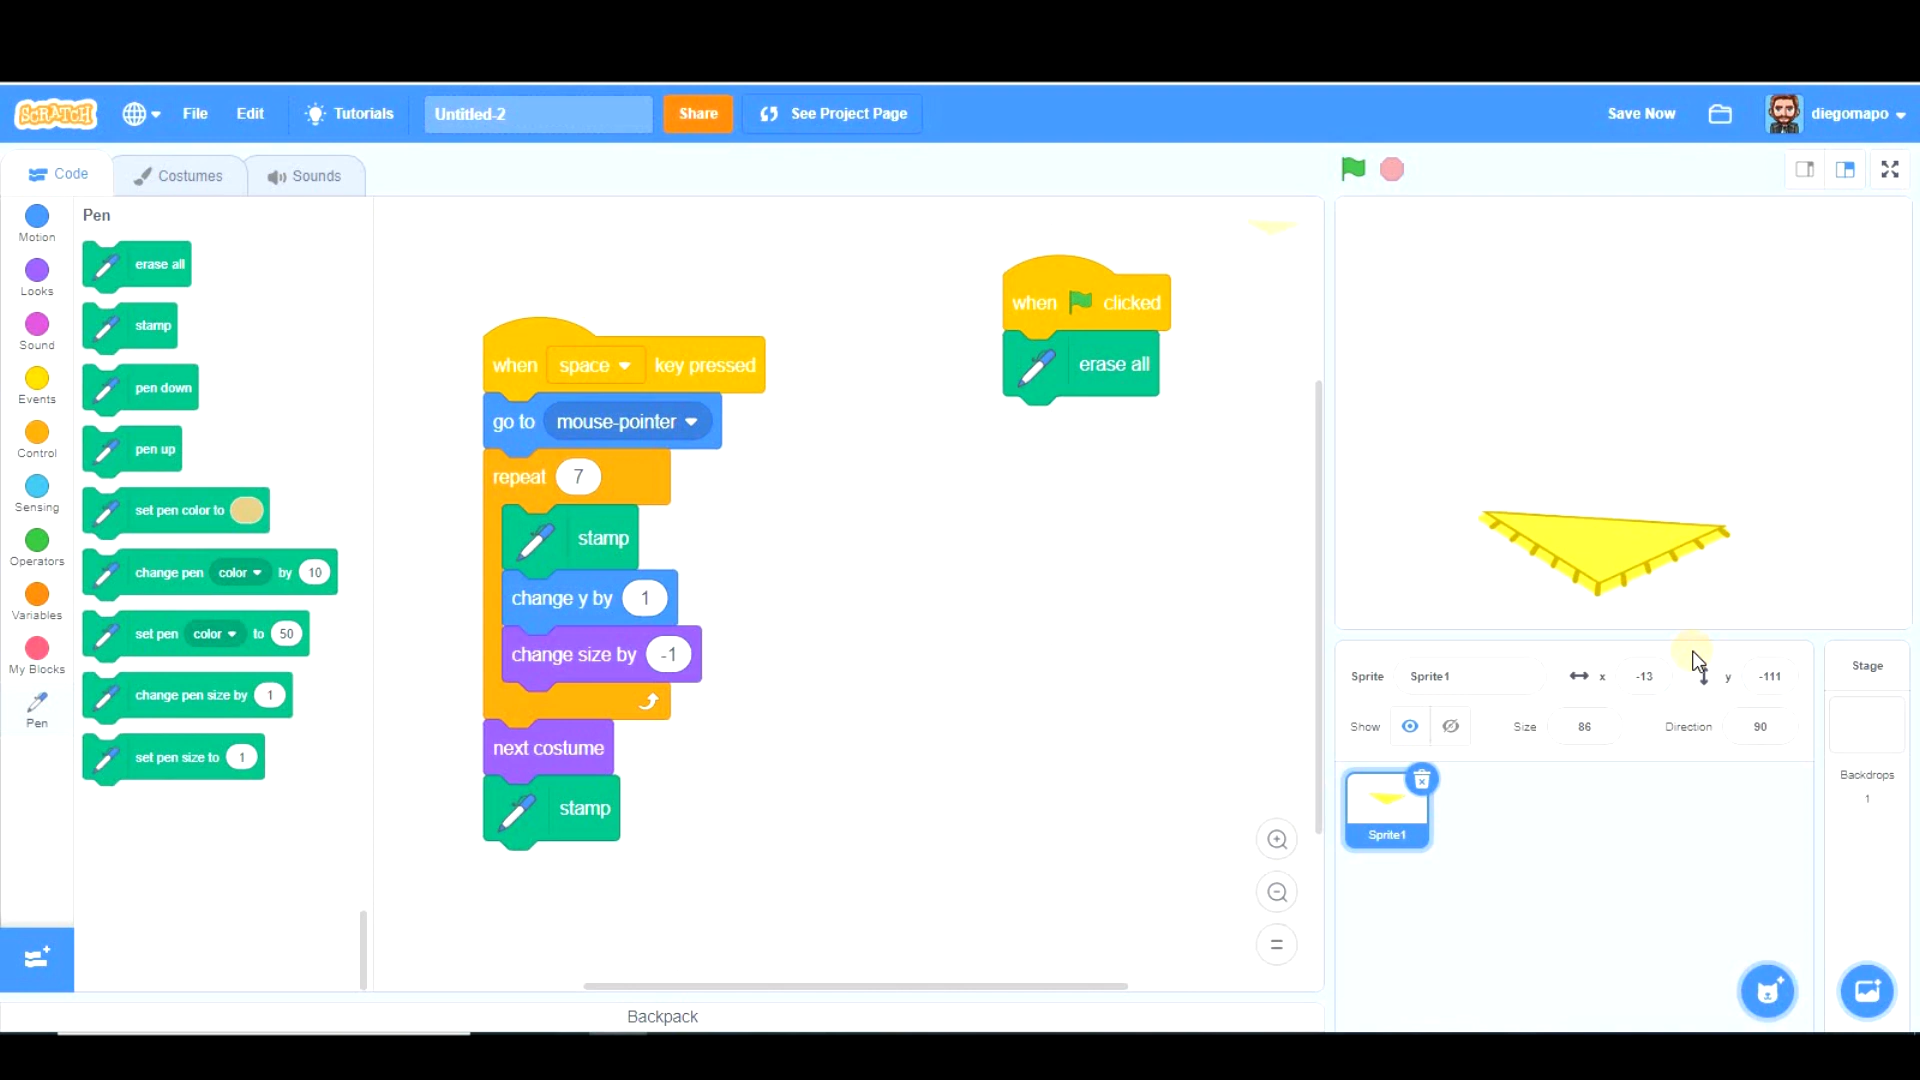 SCRATCH
File
Edit
Tutorials
Untitled-2
Share
See Project Page
Save Now
diegomapo
Code
Costumes
Sounds
Motion
Looks
Sound
Events
Control
Sensing
Operators
Variables
My Blocks
Pen
Pen
erase all
stamp
pen down
pen up
set pen color to
change pen color by 10
set pen color to 50
change pen size by 1
set pen size to 1
when space key pressed
go to mouse-pointer
repeat 7
stamp
change y by 1
change size by -1
next costume
stamp
when clicked
erase all
Backpack
Sprite Sprite1 x -13 y -111
Show Size 86 Direction 90
Sprite1
Stage
Backdrops
1